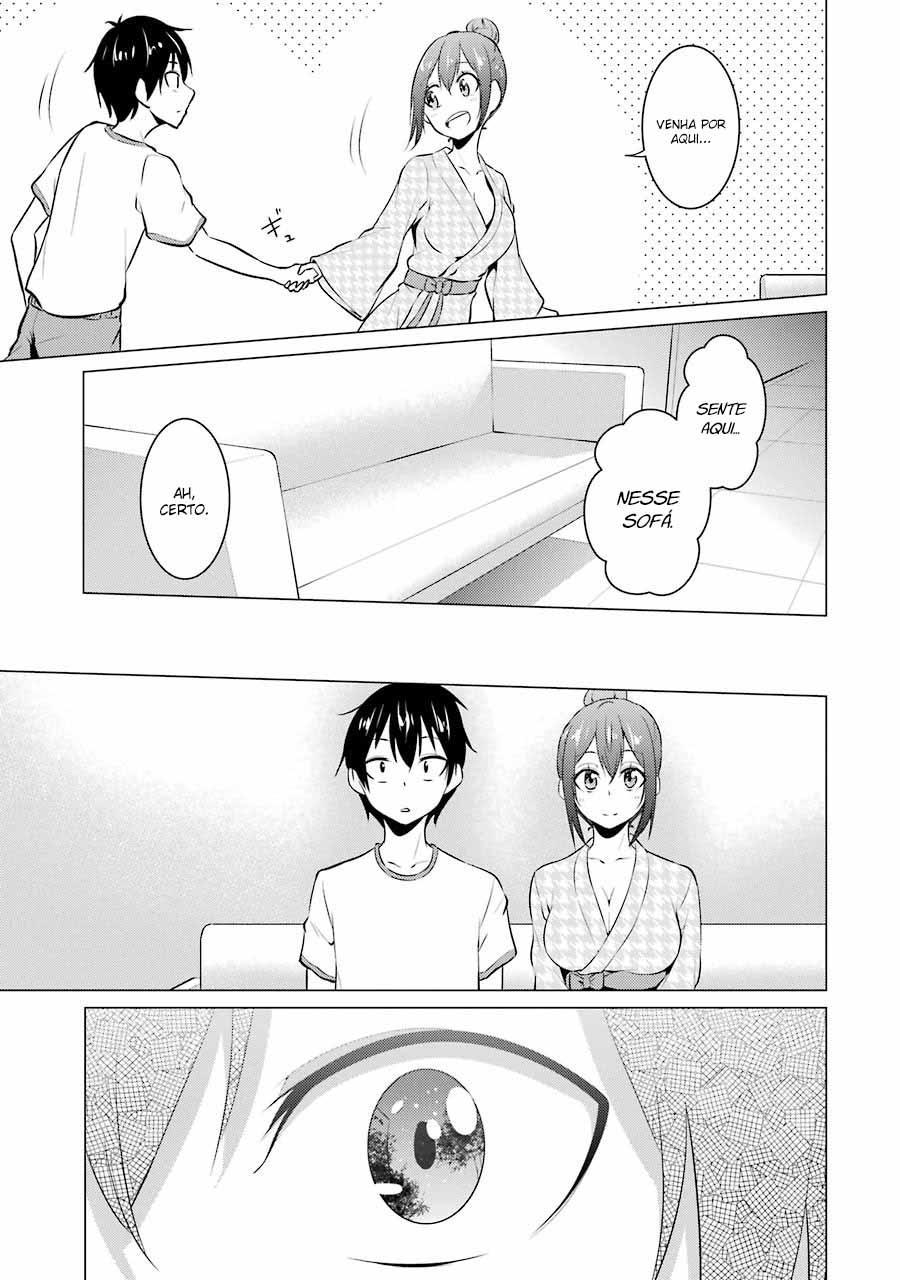 VENHA POR
AQUI...
ギュ
SENTE
AQUI...
NESSE
SOFÁ.
AH,
CERTO.